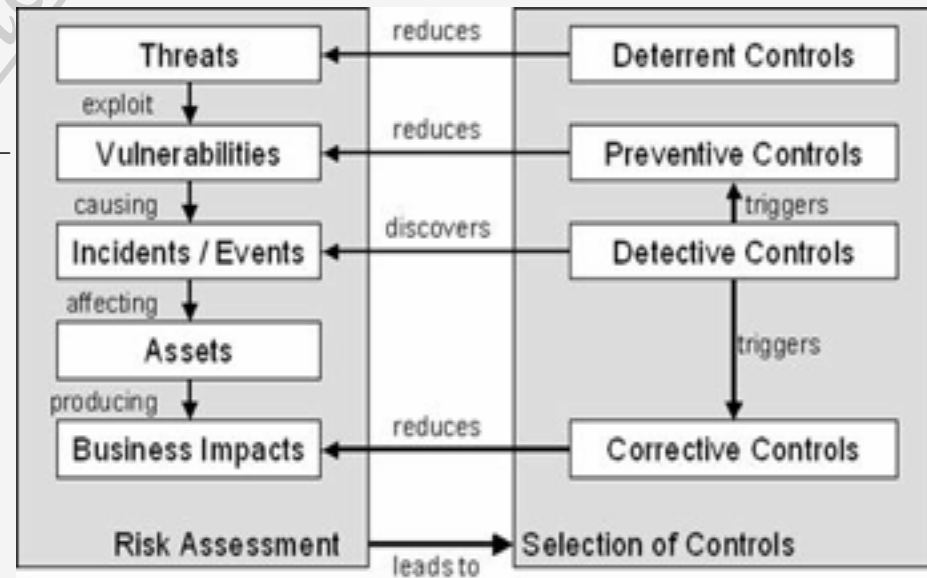 reduces
Threats
Deterrent Controls
exploit
reduces
Vulnerabilities
Preventive Controls
causing
triggers
discovers
Incidents / Events
Detective Controls
affecting
Assets
triggers
producing
reduces
Business Impacts
Corrective Controls
Risk Assessment
Selection of Controls
leads to